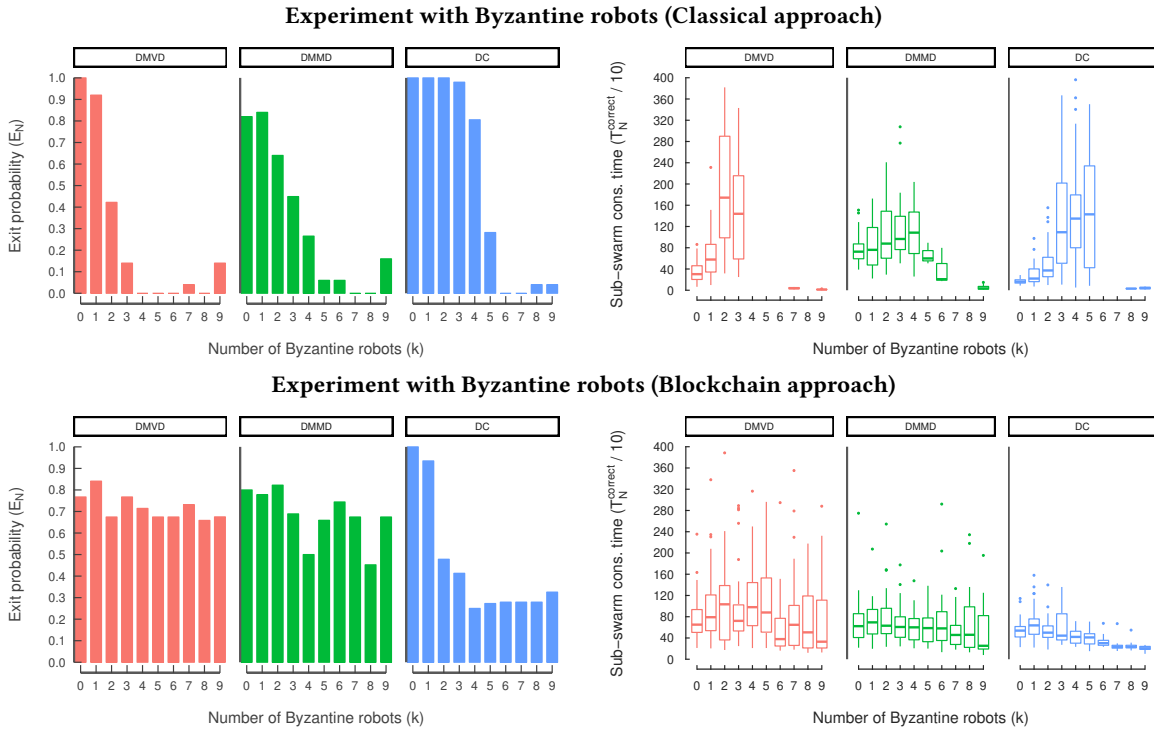 Experiment with Byzantine robots (Classical approach)
DMVD DMMD DC
Exit probability (E_N)
1.0
0.9
0.8
0.7
0.6
0.5
0.4
0.3
0.2
0.1
0.0
0 1 2 3 4 5 6 7 8 9 0 1 2 3 4 5 6 7 8 9 0 1 2 3 4 5 6 7 8 9
Number of Byzantine robots (k)
DMVD DMMD DC
Sub−swarm cons. time (T_N^correct / 10)
400
360
320
280
240
200
160
120
80
40
0
0 1 2 3 4 5 6 7 8 9 0 1 2 3 4 5 6 7 8 9 0 1 2 3 4 5 6 7 8 9
Number of Byzantine robots (k)
Experiment with Byzantine robots (Blockchain approach)
DMVD DMMD DC
Exit probability (E_N)
1.0
0.9
0.8
0.7
0.6
0.5
0.4
0.3
0.2
0.1
0.0
0 1 2 3 4 5 6 7 8 9 0 1 2 3 4 5 6 7 8 9 0 1 2 3 4 5 6 7 8 9
Number of Byzantine robots (k)
DMVD DMMD DC
Sub−swarm cons. time (T_N^correct / 10)
400
360
320
280
240
200
160
120
80
40
0
0 1 2 3 4 5 6 7 8 9 0 1 2 3 4 5 6 7 8 9 0 1 2 3 4 5 6 7 8 9
Number of Byzantine robots (k)